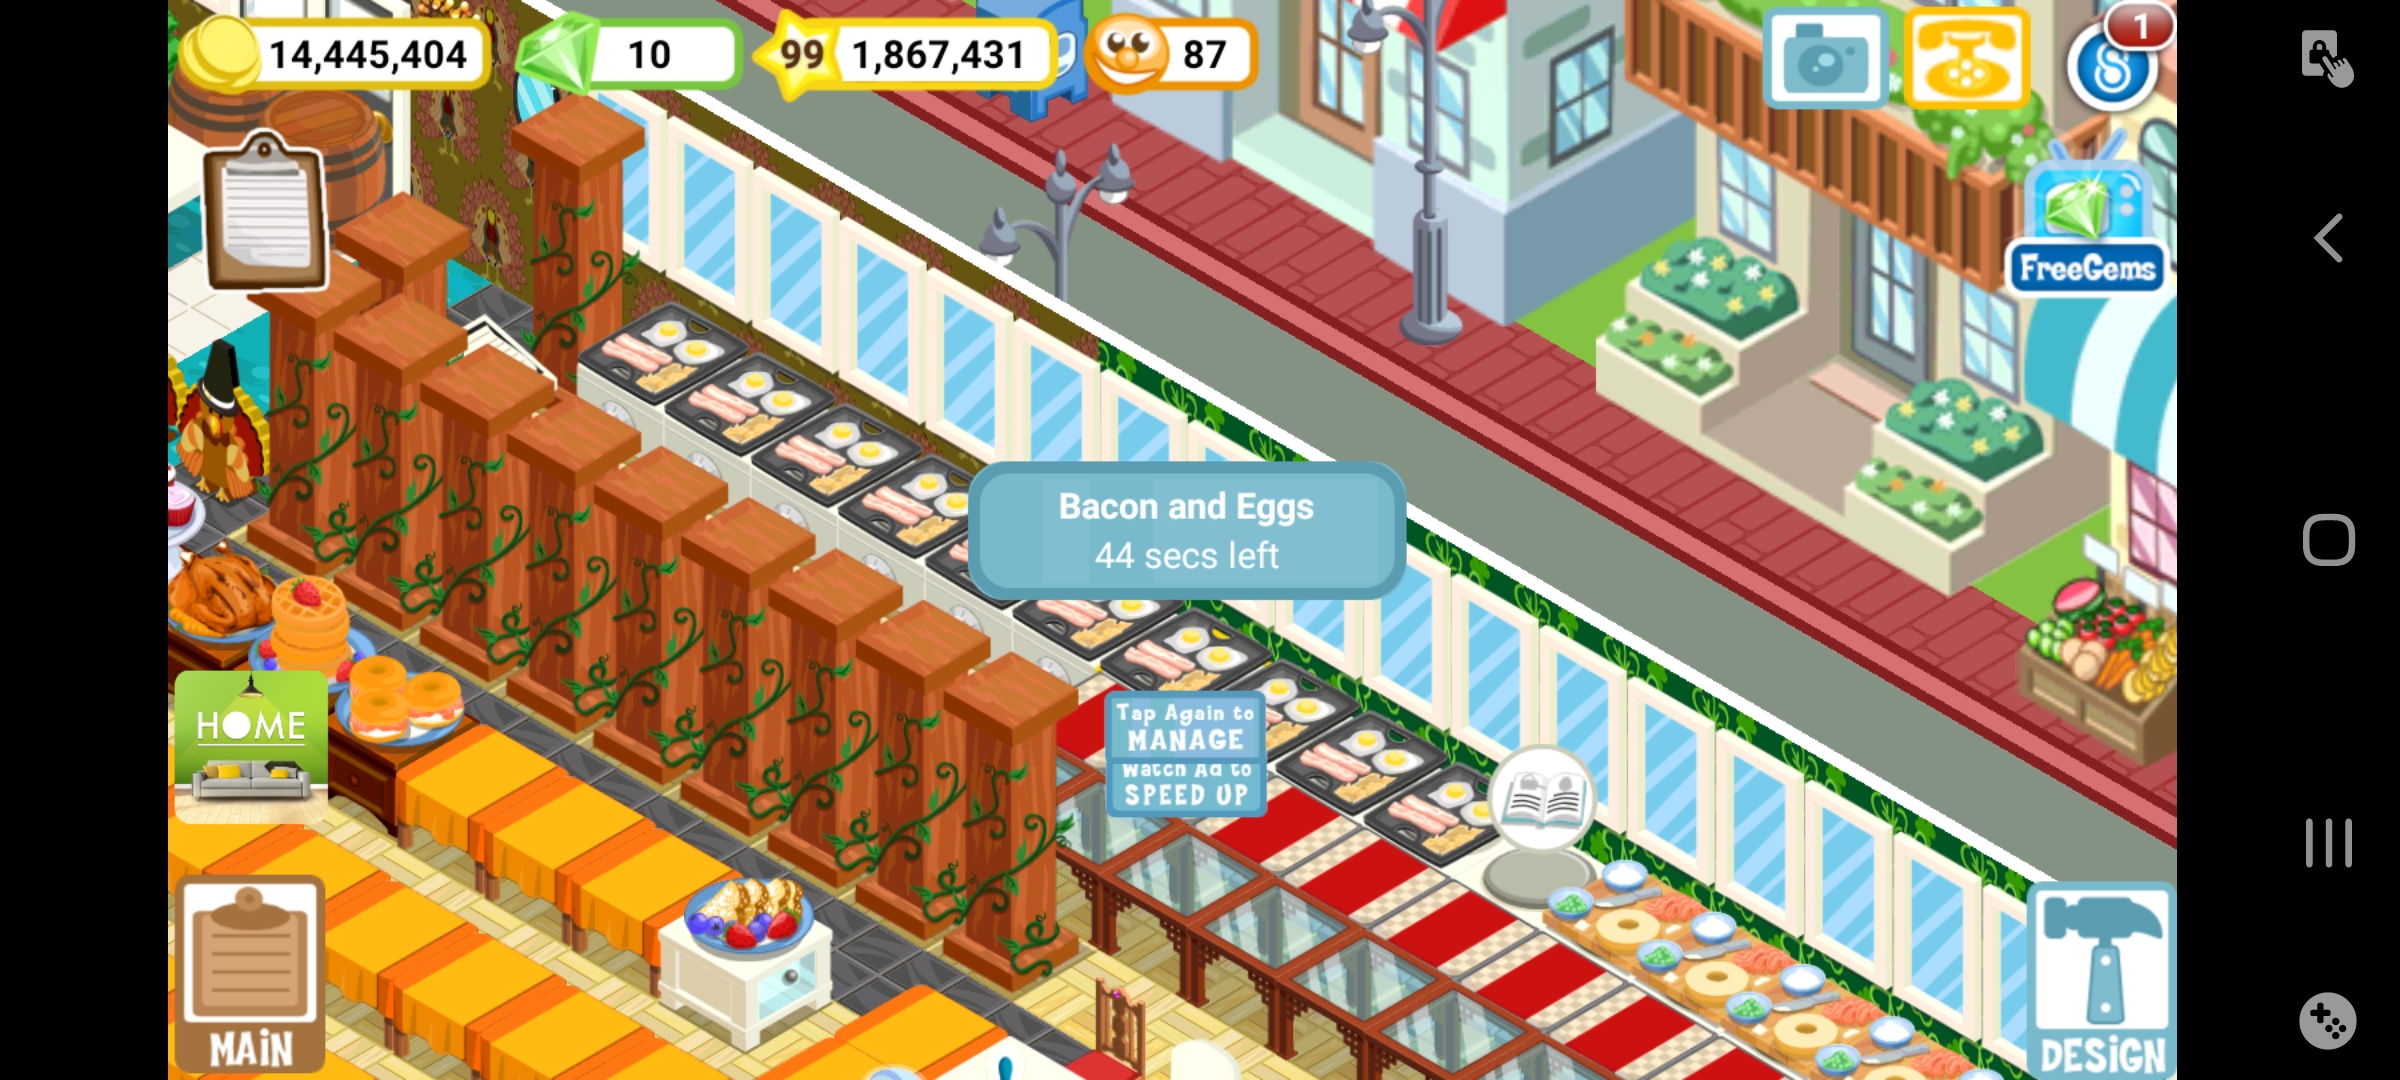 14,445,404
10
99
1,867,431
87
1
FreeGems
Bacon and Eggs
44 secs left
Tap Again to
MANAGE
Watch Ad to
SPEED UP
HOME
MAIN
DESIGN